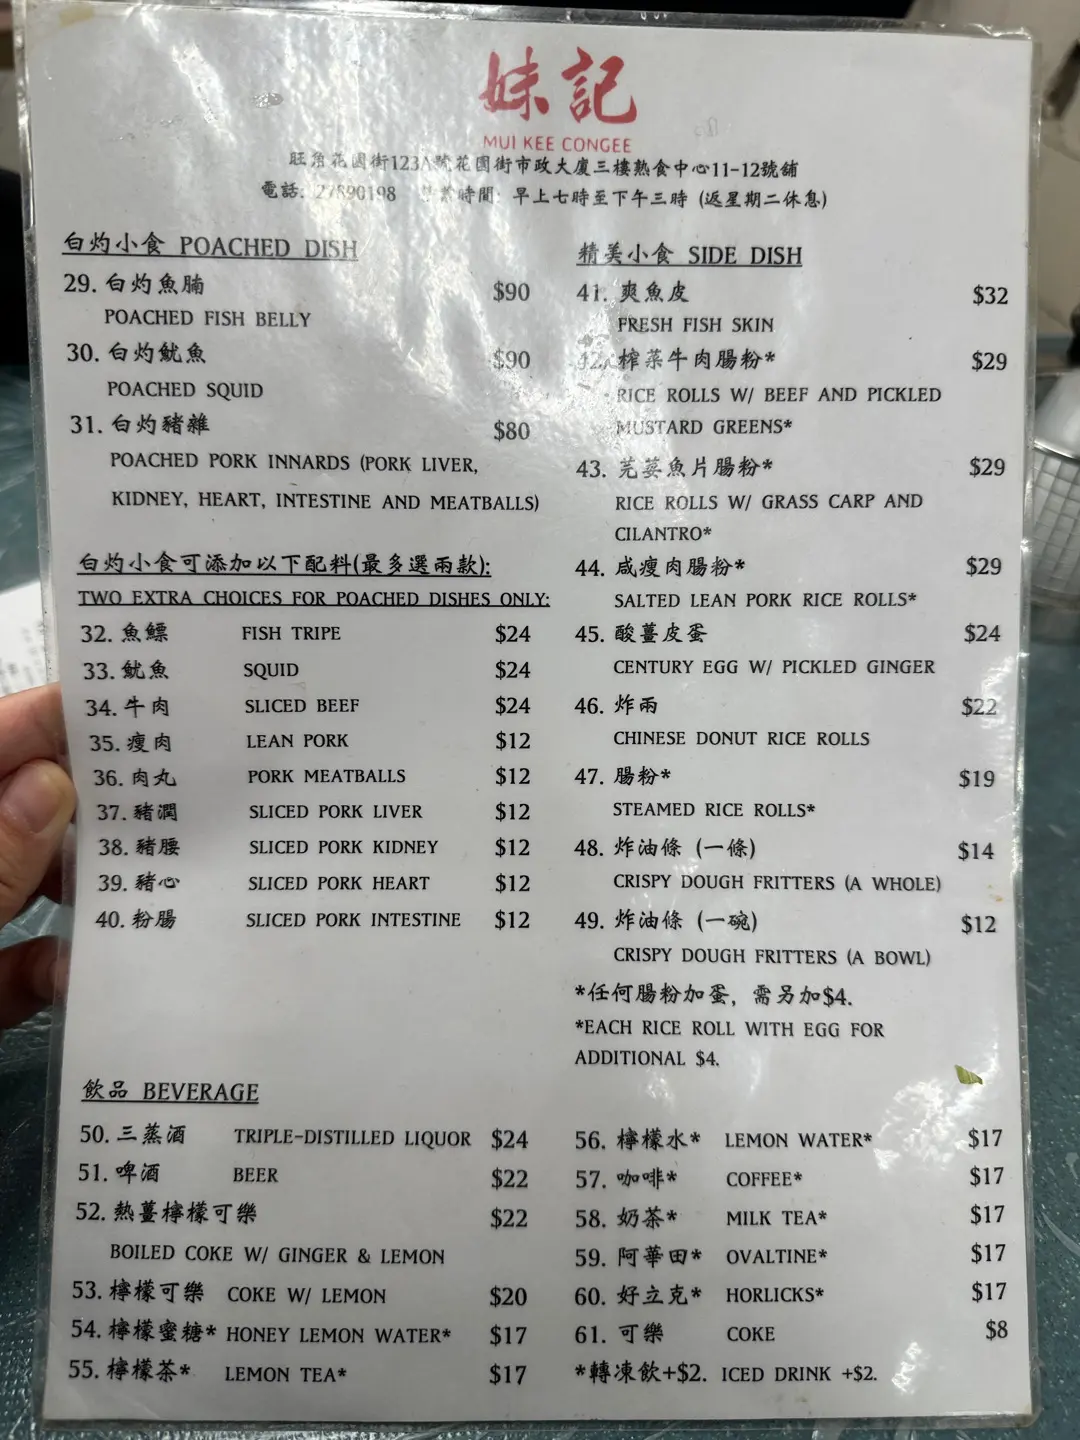 妹記
MUI KEE CONGEE
旺角花園街123A號花園街市政大廈三樓熟食中心11-12號舖
電話: 27890198 營業時間: 早上七時至下午三時 (逢星期二休息)
白灼小食 POACHED DISH
29. 白灼魚腩 $90
POACHED FISH BELLY
30. 白灼魷魚 $90
POACHED SQUID
31. 白灼豬雜 $80
POACHED PORK INNARDS (PORK LIVER,
KIDNEY, HEART, INTESTINE AND MEATBALLS)
白灼小食可添加以下配料(最多選兩款):
TWO EXTRA CHOICES FOR POACHED DISHES ONLY:
32. 魚鰾 FISH TRIPE $24
33. 魷魚 SQUID $24
34. 牛肉 SLICED BEEF $24
35. 瘦肉 LEAN PORK $12
36. 肉丸 PORK MEATBALLS $12
37. 豬潤 SLICED PORK LIVER $12
38. 豬腰 SLICED PORK KIDNEY $12
39. 豬心 SLICED PORK HEART $12
40. 粉腸 SLICED PORK INTESTINE $12
精美小食 SIDE DISH
41. 爽魚皮 $32
FRESH FISH SKIN
42. 榨菜牛肉腸粉* $29
RICE ROLLS W/ BEEF AND PICKLED
MUSTARD GREENS*
43. 芫荽魚片腸粉* $29
RICE ROLLS W/ GRASS CARP AND
CILANTRO*
44. 咸瘦肉腸粉* $29
SALTED LEAN PORK RICE ROLLS*
45. 酸薑皮蛋 $24
CENTURY EGG W/ PICKLED GINGER
46. 炸兩 $22
CHINESE DONUT RICE ROLLS
47. 腸粉* $19
STEAMED RICE ROLLS*
48. 炸油條 (一條) $14
CRISPY DOUGH FRITTERS (A WHOLE)
49. 炸油條 (一碗) $12
CRISPY DOUGH FRITTERS (A BOWL)
*任何腸粉加蛋, 需另加$4.
*EACH RICE ROLL WITH EGG FOR
ADDITIONAL $4.
飲品 BEVERAGE
50. 三蒸酒 TRIPLE-DISTILLED LIQUOR $24
51. 啤酒 BEER $22
52. 熱薑檸檬可樂 $22
BOILED COKE W/ GINGER & LEMON
53. 檸檬可樂 COKE W/ LEMON $20
54. 檸檬蜜糖* HONEY LEMON WATER* $17
55. 檸檬茶* LEMON TEA* $17
56. 檸檬水* LEMON WATER* $17
57. 咖啡* COFFEE* $17
58. 奶茶* MILK TEA* $17
59. 阿華田* OVALTINE* $17
60. 好立克* HORLICKS* $17
61. 可樂 COKE $8
*轉凍飲+$2. ICED DRINK +$2.